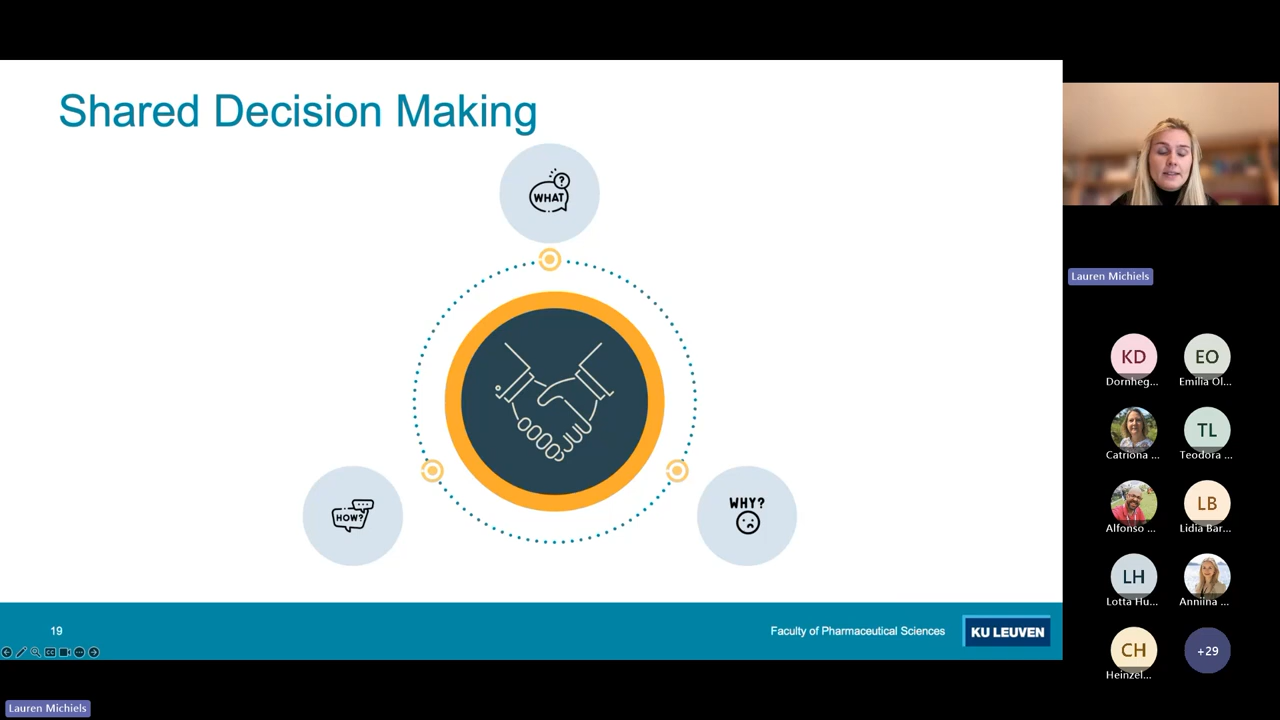 Shared Decision Making
?
WHAT
HOW?
WHY?
19
Faculty of Pharmaceutical Sciences
KU LEUVEN
CC
Lauren Michiels
Lauren Michiels
KD
Dornheg...
EO
Emilia Ol...
Catriona ...
TL
Teodora ...
Alfonso ...
LB
Lidia Bar...
LH
Lotta Hu...
Anniina ...
CH
Heinzel...
+29